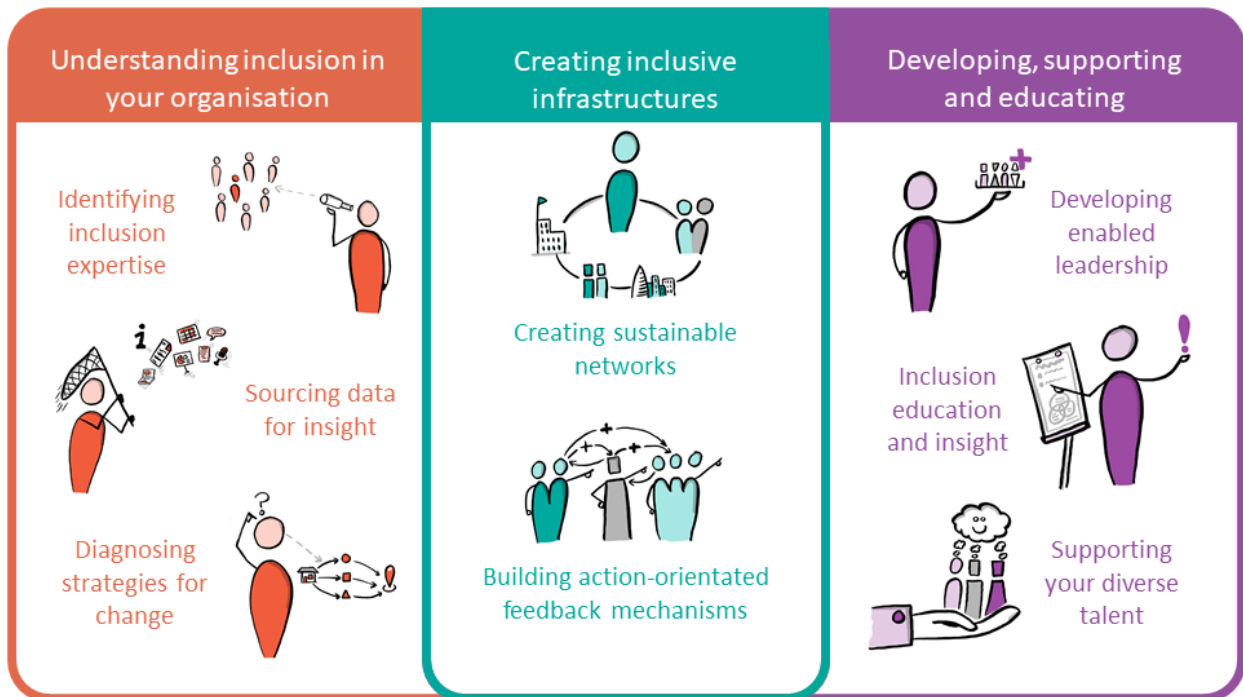 Understanding inclusion in
your organisation
Identifying
inclusion
expertise
i
Sourcing data
for insight
?
Diagnosing
strategies for
change
Creating inclusive
infrastructures
Creating sustainable
networks
Building action-orientated
feedback mechanisms
Developing, supporting
and educating
Developing
enabled
leadership
!
Inclusion
education
and insight
Supporting
your diverse
talent